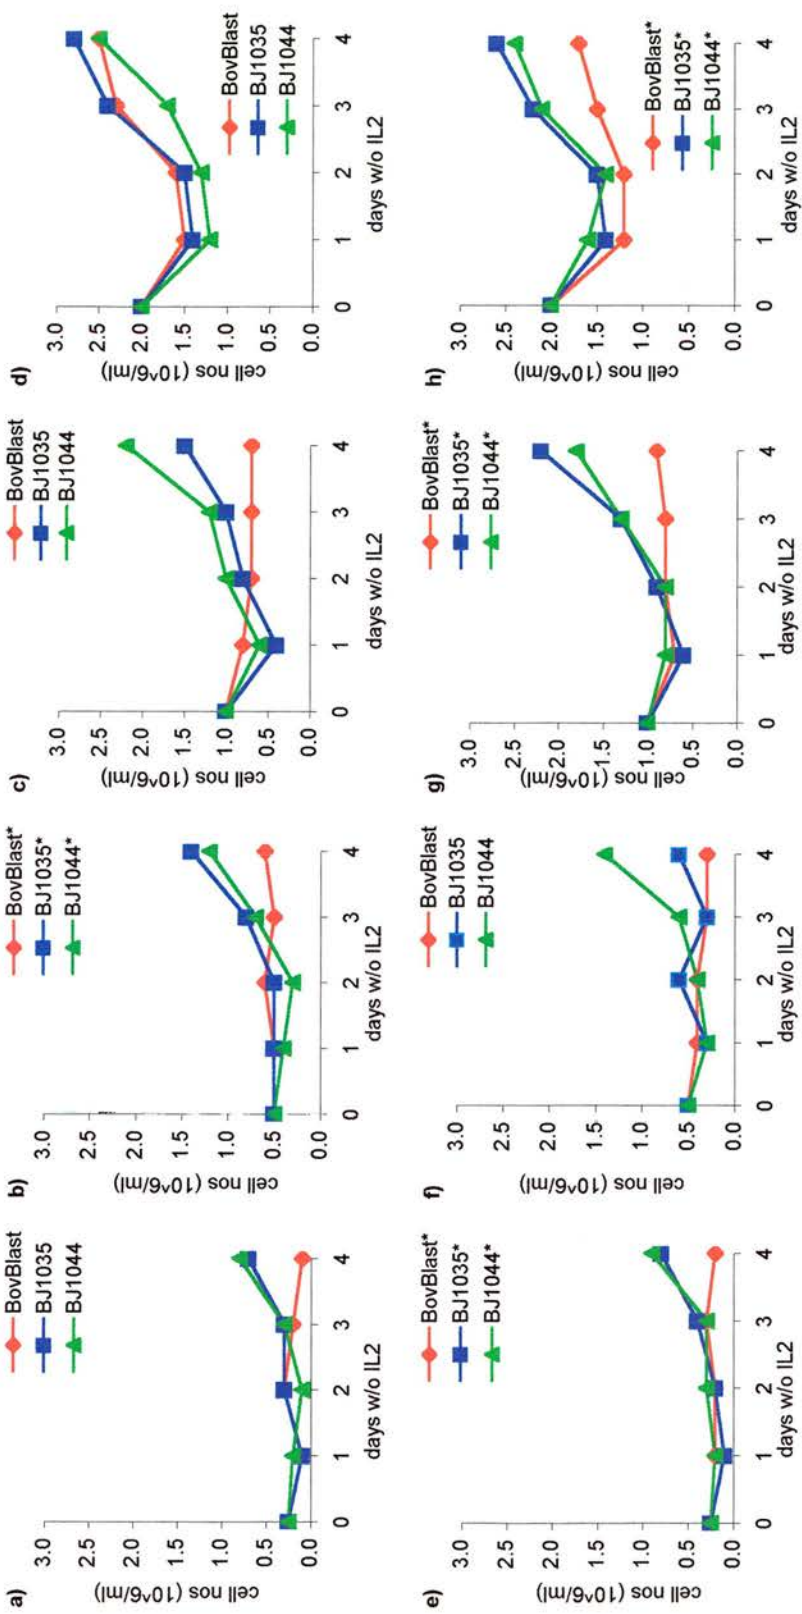 a)
BovBlast
BJ1035
BJ1044
cell nos (10^6/ml)
3.0
2.5
2.0
1.5
1.0
0.5
0.0
0 1 2 3 4
days w/o IL2
b)
BovBlast*
BJ1035*
BJ1044*
cell nos (10^6/ml)
3.0
2.5
2.0
1.5
1.0
0.5
0.0
0 1 2 3 4
days w/o IL2
c)
BovBlast
BJ1035
BJ1044
cell nos (10^6/ml)
3.0
2.5
2.0
1.5
1.0
0.5
0.0
0 1 2 3 4
days w/o IL2
d)
cell nos (10^6/ml)
3.0
2.5
2.0
1.5
1.0
0.5
0.0
BovBlast
BJ1035
BJ1044
0 1 2 3 4
days w/o IL2
e)
BovBlast*
BJ1035*
BJ1044*
cell nos (10^6/ml)
3.0
2.5
2.0
1.5
1.0
0.5
0.0
0 1 2 3 4
days w/o IL2
f)
BovBlast
BJ1035
BJ1044
cell nos (10^6/ml)
3.0
2.5
2.0
1.5
1.0
0.5
0.0
0 1 2 3 4
days w/o IL2
g)
BovBlast*
BJ1035*
BJ1044*
cell nos (10^6/ml)
3.0
2.5
2.0
1.5
1.0
0.5
0.0
0 1 2 3 4
days w/o IL2
h)
cell nos (10^6/ml)
3.0
2.5
2.0
1.5
1.0
0.5
0.0
BovBlast*
BJ1035*
BJ1044*
0 1 2 3 4
days w/o IL2